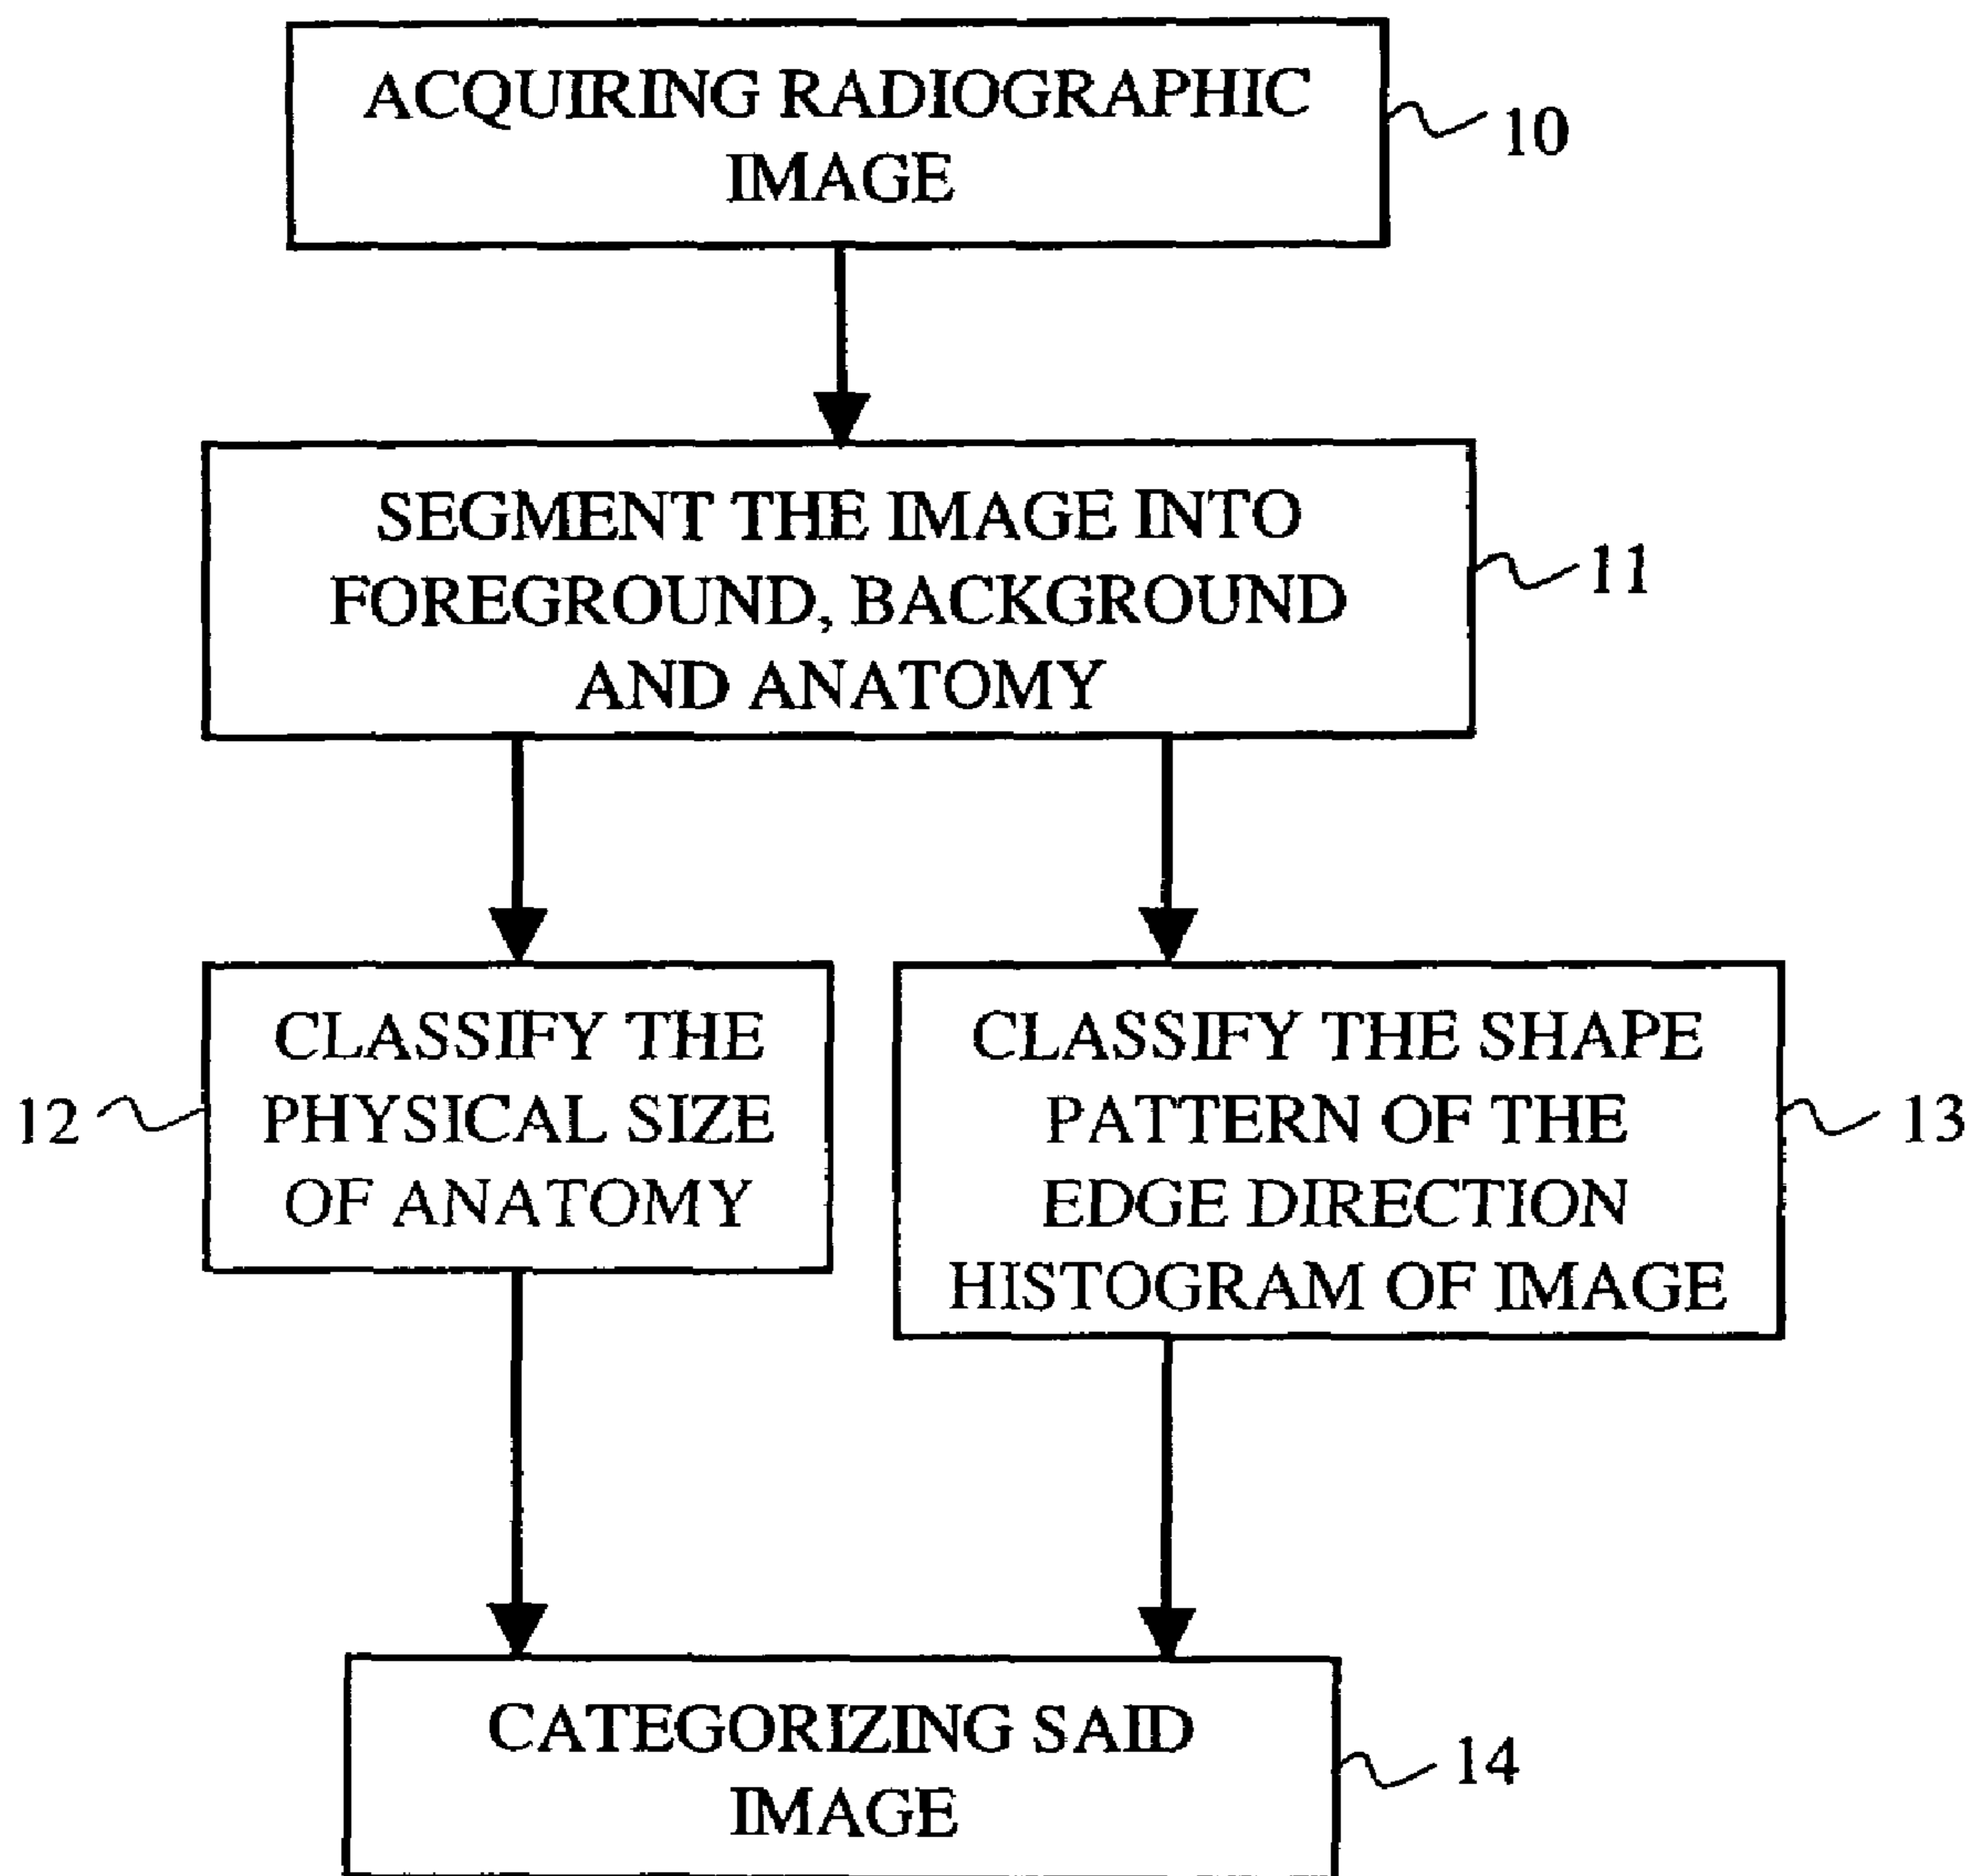 ACQUIRING RADIOGRAPHIC
IMAGE
10
SEGMENT THE IMAGE INTO
FOREGROUND, BACKGROUND
AND ANATOMY
11
CLASSIFY THE
PHYSICAL SIZE
OF ANATOMY
12
CLASSIFY THE SHAPE
PATTERN OF THE
EDGE DIRECTION
HISTOGRAM OF IMAGE
13
CATEGORIZING SAID
IMAGE
14